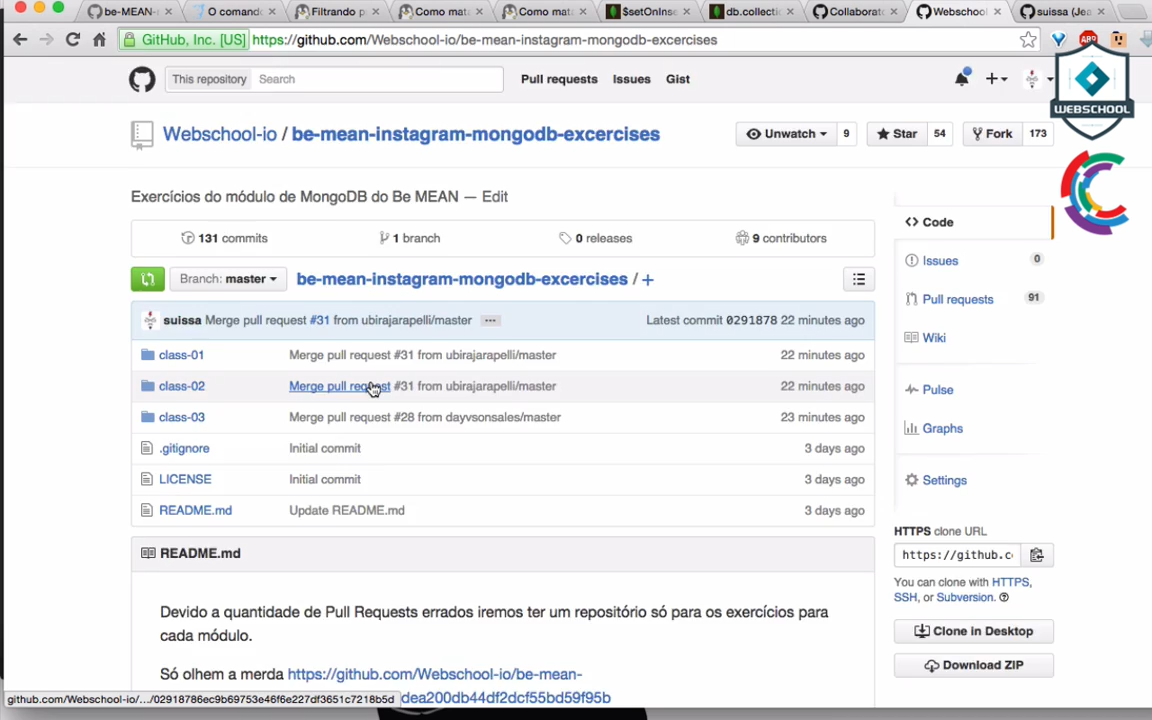 be-MEAN-i
O comando
Filtrando p
Como mata
Como mata
$setOnInse
db.collectio
Collaborato
Webschool
suissa (Jea
GitHub, Inc. [US] https://github.com/Webschool-io/be-mean-instagram-mongodb-excercises
ABP
This repository Search
Pull requests Issues Gist
WEBSCHOOL
Webschool-io / be-mean-instagram-mongodb-excercises
Unwatch 9
Star 54
Fork 173
Exercícios do módulo de MongoDB do Be MEAN — Edit
131 commits
1 branch
0 releases
9 contributors
Branch: master
be-mean-instagram-mongodb-excercises / +
suissa Merge pull request #31 from ubirajarapelli/master ... Latest commit 0291878 22 minutes ago
class-01 Merge pull request #31 from ubirajarapelli/master 22 minutes ago
class-02 Merge pull request #31 from ubirajarapelli/master 22 minutes ago
class-03 Merge pull request #28 from dayvsonsales/master 23 minutes ago
.gitignore Initial commit 3 days ago
LICENSE Initial commit 3 days ago
README.md Update README.md 3 days ago
README.md
Devido a quantidade de Pull Requests errados iremos ter um repositório só para os exercícios para
cada módulo.
Só olhem a merda https://github.com/Webschool-io/be-mean-
dea200db44df2dcf55bd59f95b
Code
Issues 0
Pull requests 91
Wiki
Pulse
Graphs
Settings
HTTPS clone URL
https://github.c
You can clone with HTTPS,
SSH, or Subversion.
Clone in Desktop
Download ZIP
github.com/Webschool-io/.../02918786ec9b69753e46f6e227df3651c7218b5d